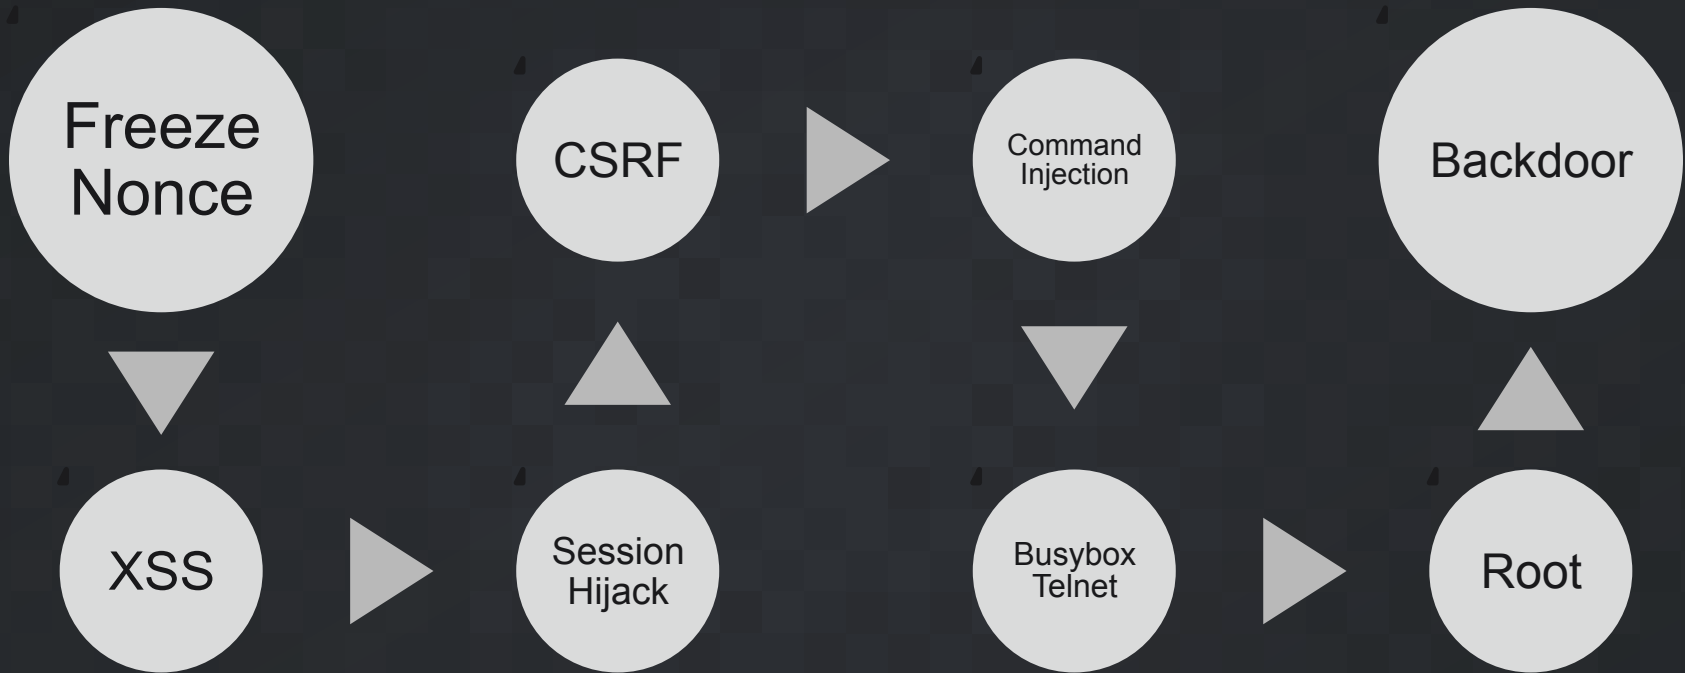 Freeze
Nonce
XSS
Session
Hijack
CSRF
Command
Injection
Busybox
Telnet
Root
Backdoor